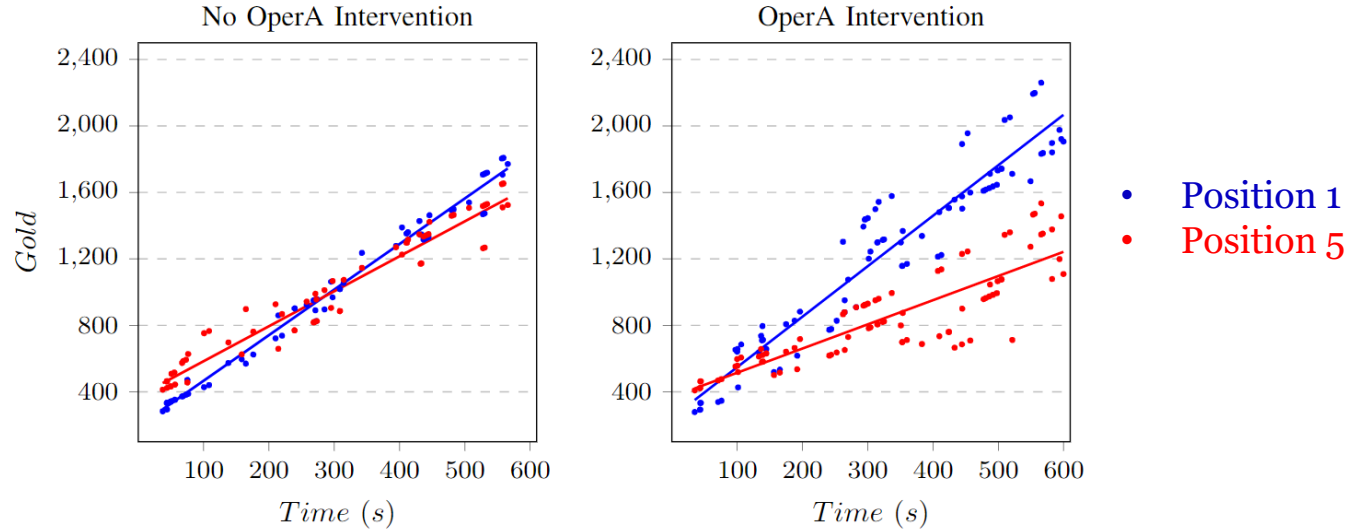 No OperA Intervention
OperA Intervention
Gold
2,400
2,000
1,600
1,200
800
400
100 200 300 400 500 600
Time (s)
2,400
2,000
1,600
1,200
800
400
100 200 300 400 500 600
Time (s)
Position 1
Position 5